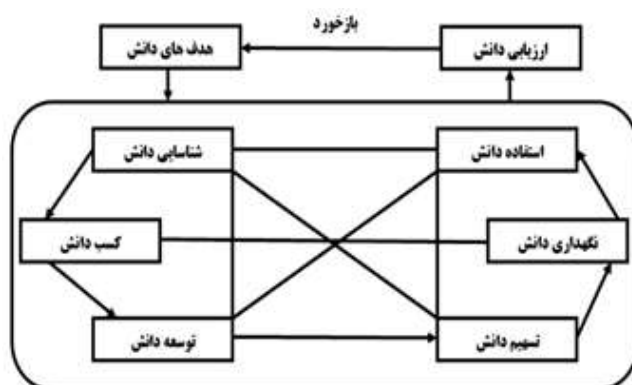 بازخورد
هدف های دانش
ارزیابی دانش
شناسایی دانش
استفاده دانش
کسب دانش
نگهداری دانش
توسعه دانش
تسهیم دانش